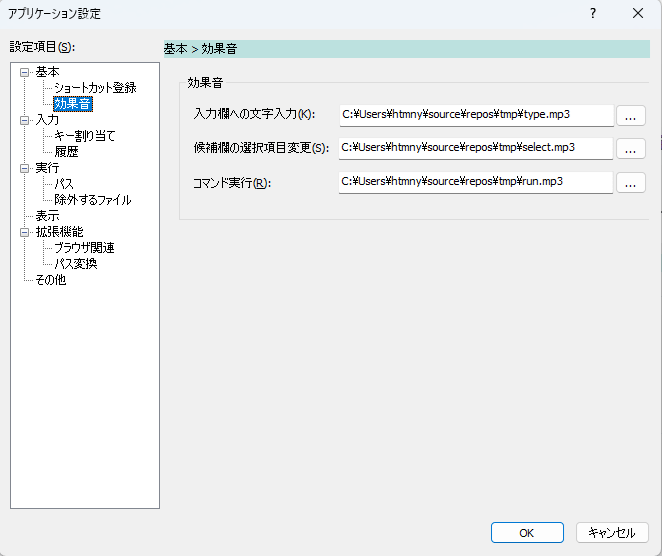 アプリケーション設定
?
設定項目(S):
基本
ショートカット登録
効果音
入力
キー割り当て
履歴
実行
パス
除外するファイル
表示
拡張機能
ブラウザ関連
パス変換
その他
基本 > 効果音
効果音
入力欄への文字入力(K): C:¥Users¥htmny¥source¥repos¥tmp¥type.mp3 ...
候補欄の選択項目変更(S): C:¥Users¥htmny¥source¥repos¥tmp¥select.mp3 ...
コマンド実行(R): C:¥Users¥htmny¥source¥repos¥tmp¥run.mp3 ...
OK キャンセル